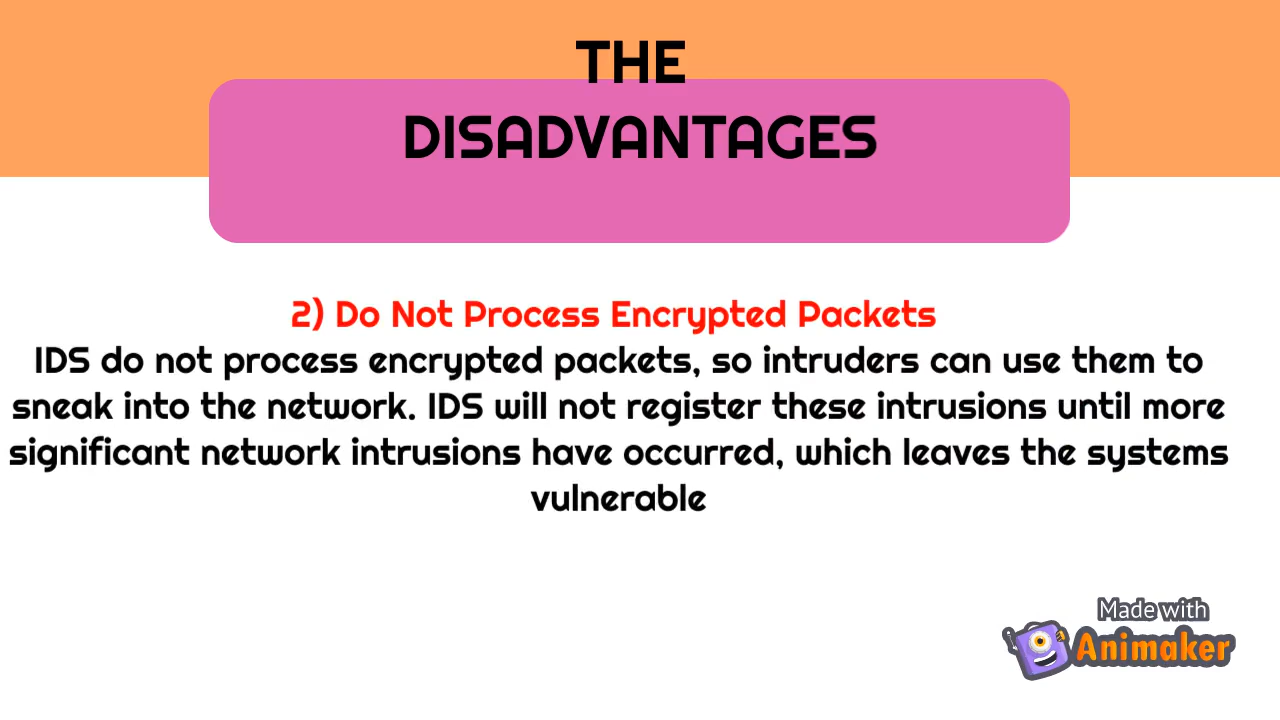 THE
DISADVANTAGES
2) Do Not Process Encrypted Packets
IDS do not process encrypted packets, so intruders can use them to
sneak into the network. IDS will not register these intrusions until more
significant network intrusions have occurred, which leaves the systems
vulnerable
Made with
Animaker